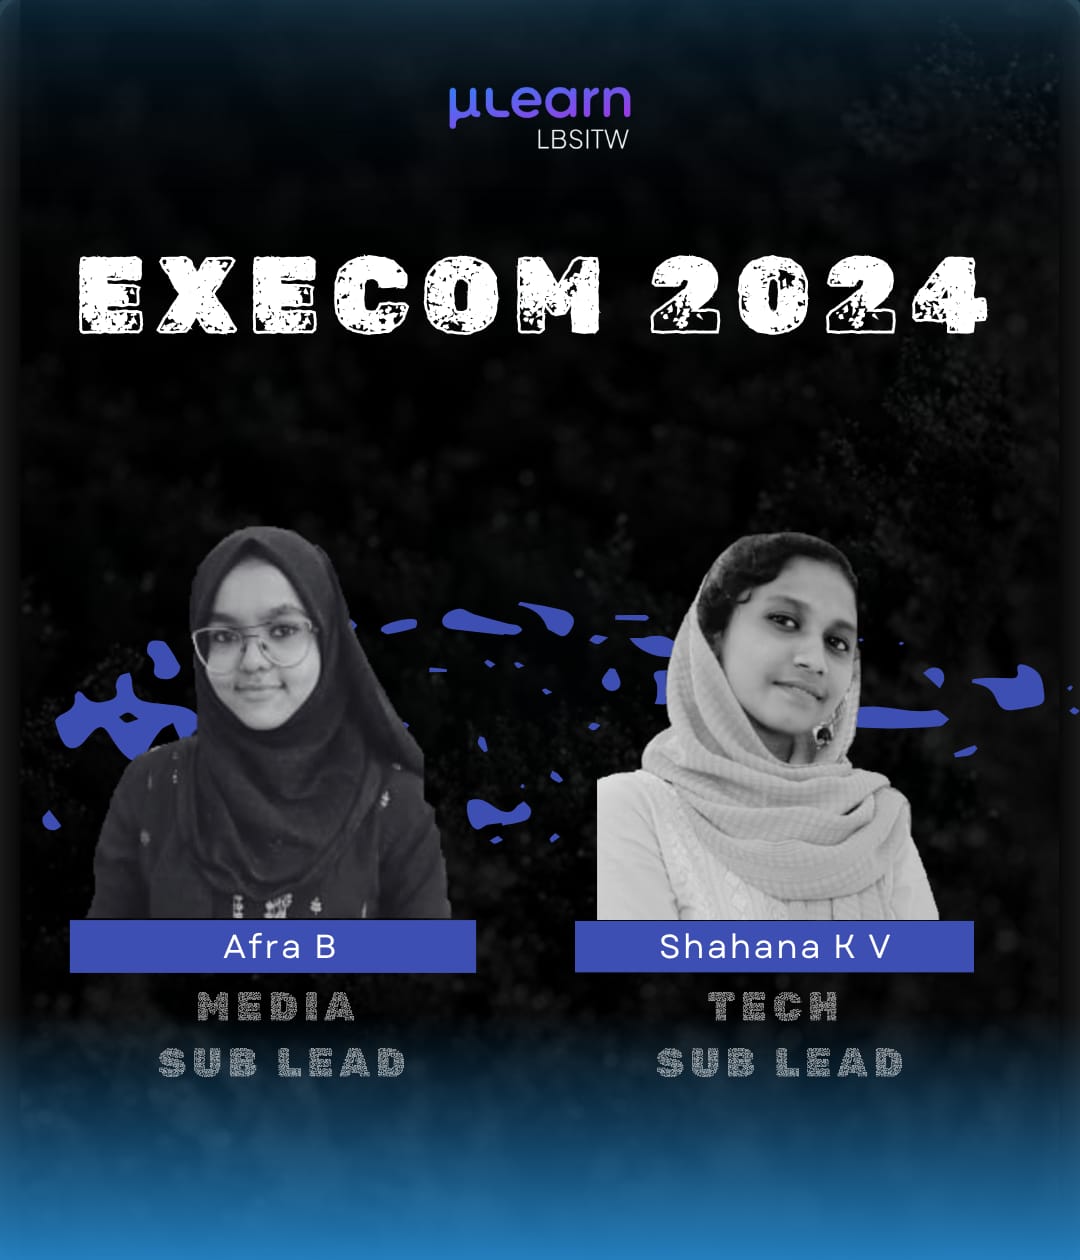 µLearn
LBSITW
EXECOM 2024
Afra B
Shahana K V
MEDIA
SUB LEAD
TECH
SUB LEAD